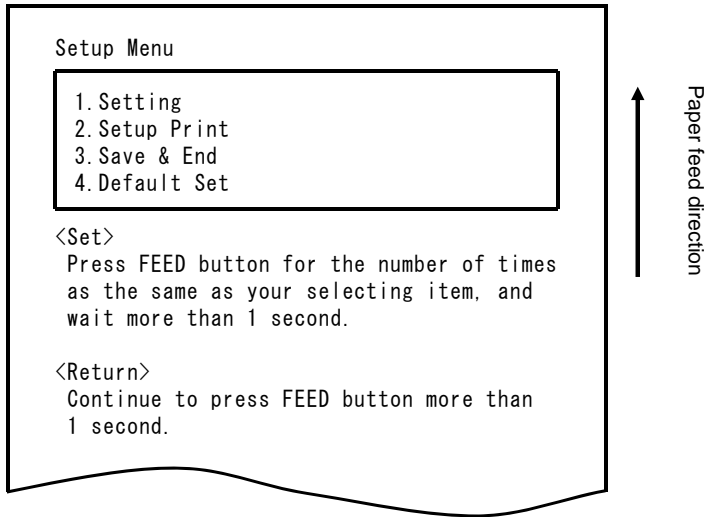 Setup Menu
1.Setting
2.Setup Print
3.Save & End
4.Default Set
<Set>
Press FEED button for the number of times
as the same as your selecting item, and
wait more than 1 second.
<Return>
Continue to press FEED button more than
1 second.
Paper feed direction